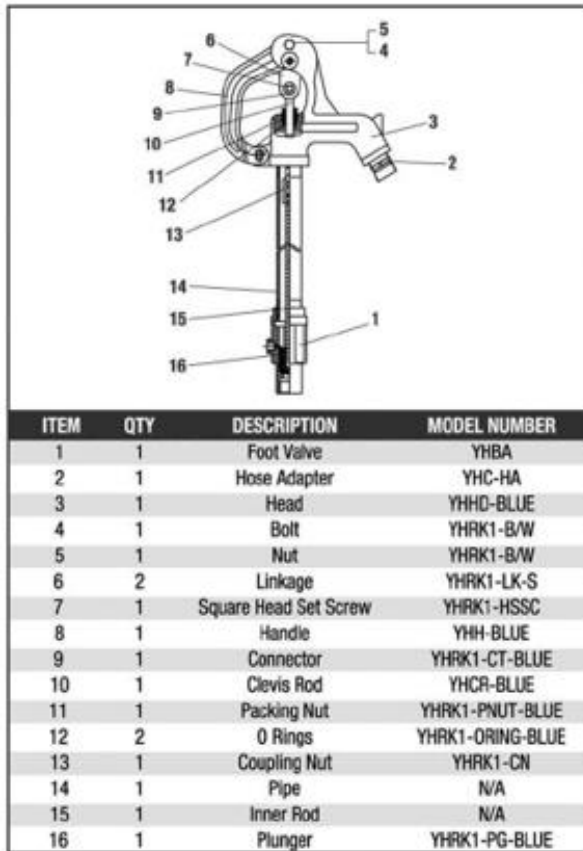 5
4
6
7
8
9
10
11
12
13
3
2
14
15
16
1
ITEM QTY DESCRIPTION MODEL NUMBER
1 1 Foot Valve YHBA
2 1 Hose Adapter YHC-HA
3 1 Head YHHD-BLUE
4 1 Bolt YHRK1-B/W
5 1 Nut YHRK1-B/W
6 2 Linkage YHRK1-LK-S
7 1 Square Head Set Screw YHRK1-HSSC
8 1 Handle YHH-BLUE
9 1 Connector YHRK1-CT-BLUE
10 1 Clevis Rod YHCR-BLUE
11 1 Packing Nut YHRK1-PNUT-BLUE
12 2 O Rings YHRK1-ORING-BLUE
13 1 Coupling Nut YHRK1-CN
14 1 Pipe N/A
15 1 Inner Rod N/A
16 1 Plunger YHRK1-PG-BLUE